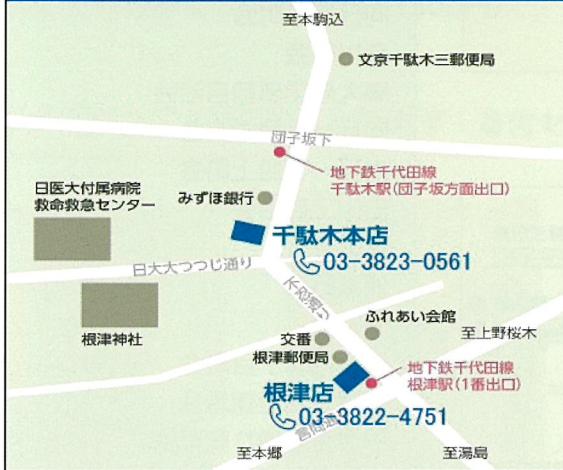 至本駒込
文京千駄木三郵便局
団子坂下
地下鉄千代田線
千駄木駅(団子坂方面出口)
日医大付属病院
救命救急センター
みずほ銀行
千駄木本店
03-3823-0561
日大大つつじ通り
不忍通り
根津神社
ふれあい会館
交番
至上野桜木
根津郵便局
地下鉄千代田線
根津駅(1番出口)
根津店
03-3822-4751
言問通り
至本郷
至湯島